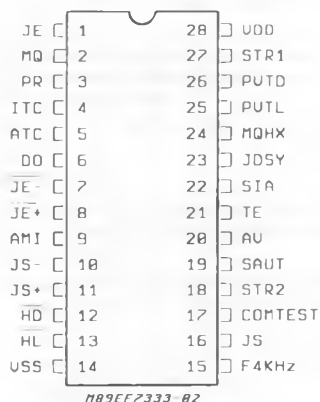 JE 1 28 VDD
MQ 2 27 STR1
PR 3 26 PVTD
ITC 4 25 PVTL
ATC 5 24 MQHX
DO 6 23 JDSY
JE- 7 22 SIA
JE+ 8 21 TE
AMI 9 20 AV
JS- 10 19 SAUT
JS+ 11 18 STR2
HD 12 17 COMTEST
HL 13 16 JS
VSS 14 15 F4KHz
M89EF7333-02